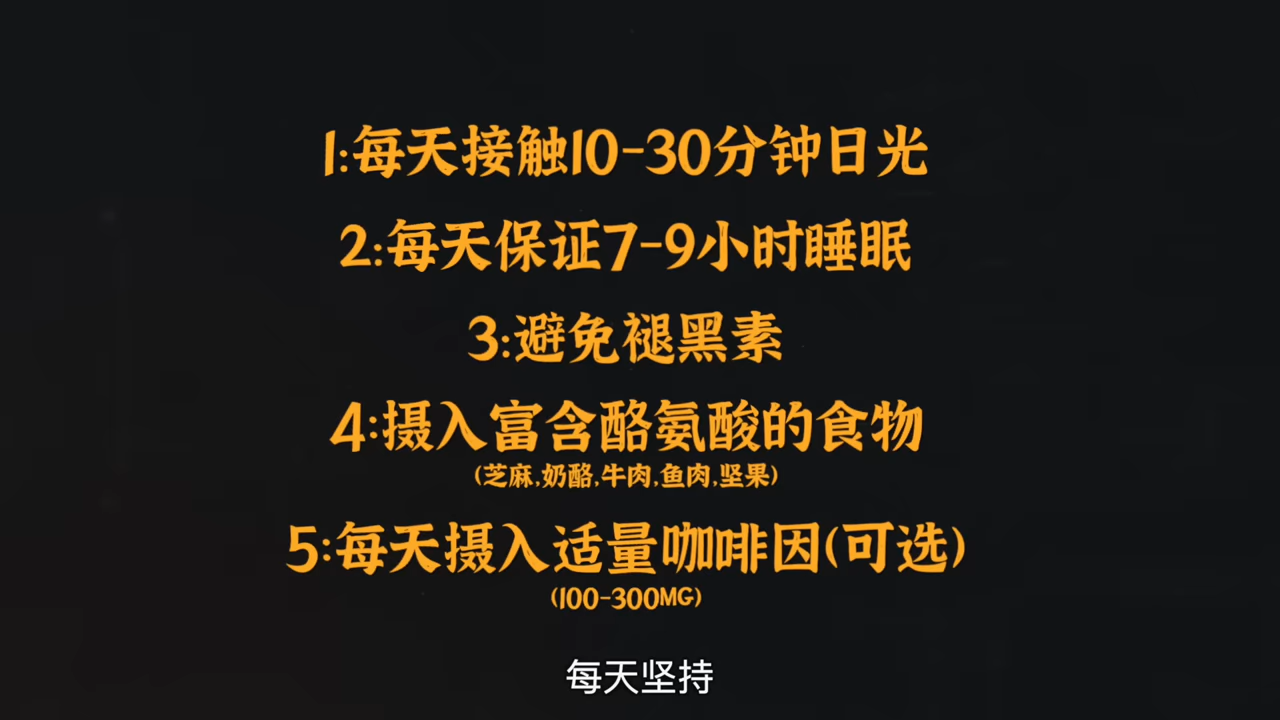 1:每天接触10-30分钟日光
2:每天保证7-9小时睡眠
3:避免褪黑素
4:摄入富含酪氨酸的食物
(芝麻,奶酪,牛肉,鱼肉,坚果)
5:每天摄入适量咖啡因(可选)
(100-300MG)
每天坚持